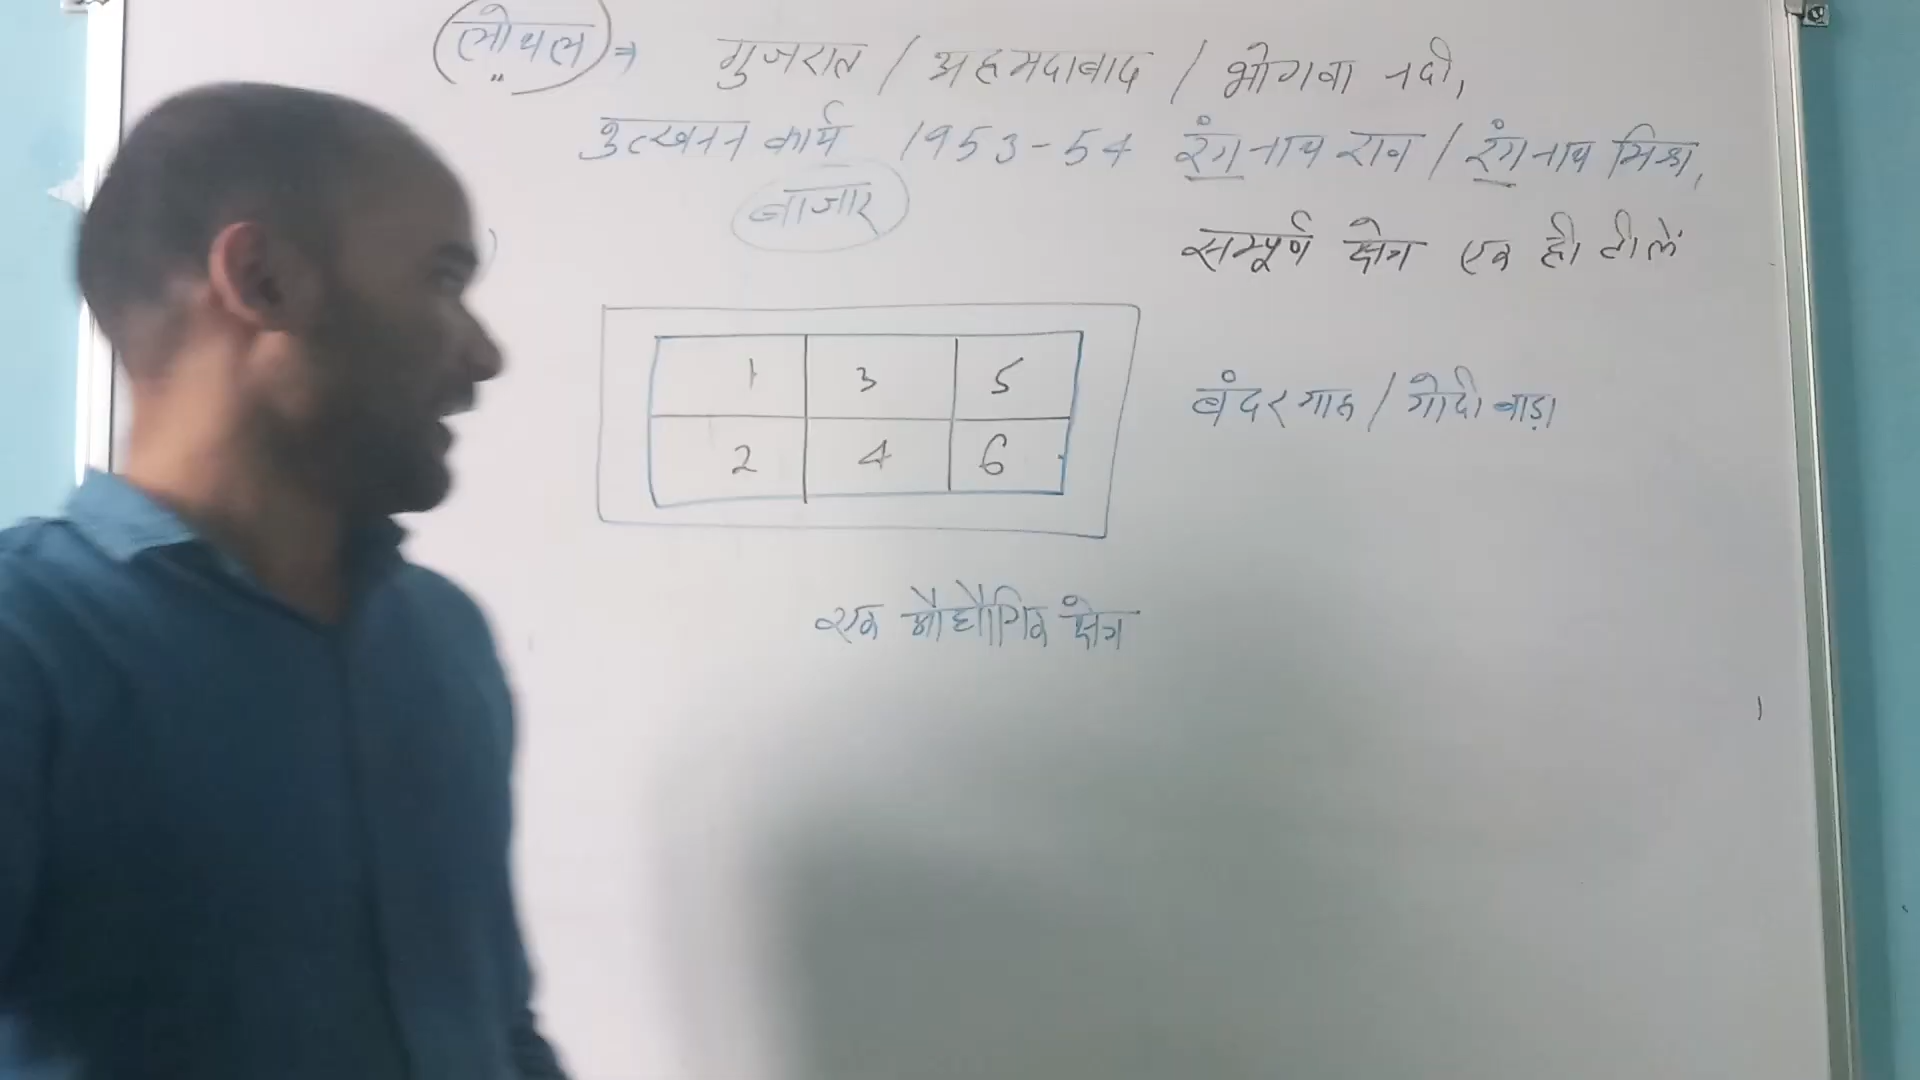 लोथल ⇒ गुजरात / अहमदाबाद / भोगवा नदी,
उत्खनन कार्य 1953-54 रंगनाथ राव / रंगनाथ मिश्रा,
बाजार
सम्पूर्ण क्षेत्र एक ही टीले
1 3 5
2 4 6
बंदरगाह / गोदी बाड़ा
एक औद्यौगिक क्षेत्र